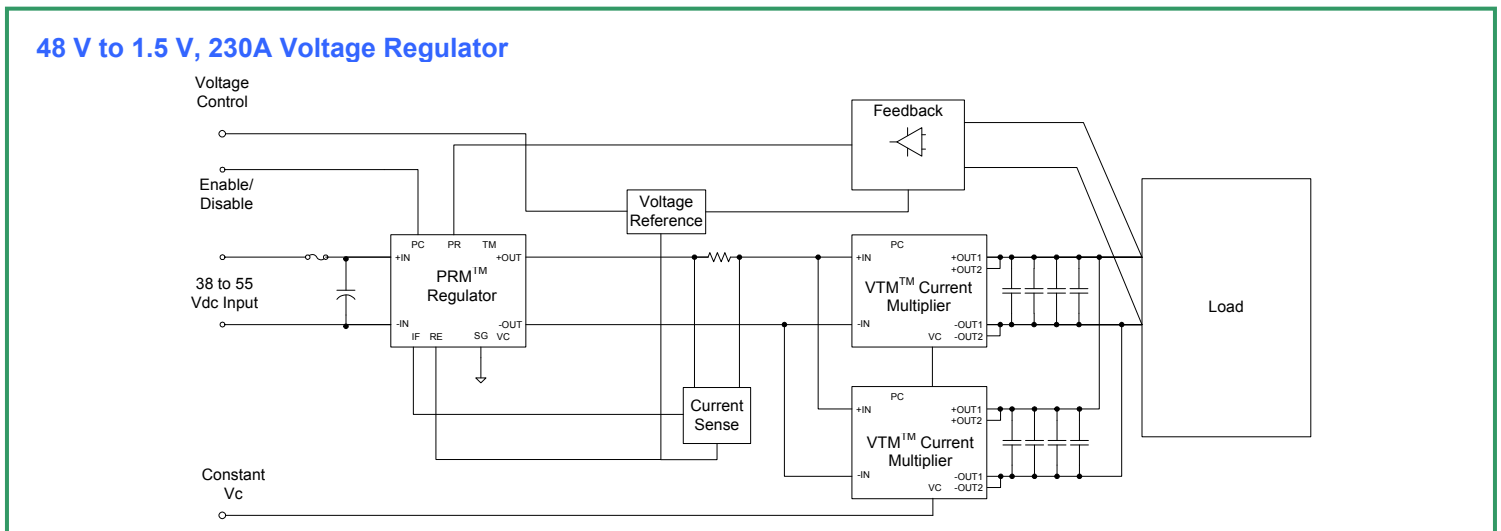 48 V to 1.5 V, 230A Voltage Regulator
Voltage
Control
Enable/
Disable
38 to 55
Vdc Input
Constant
Vc
PC PR TM
+IN +OUT
PRM™
Regulator
-IN -OUT
IF RE SG VC
Voltage
Reference
Current
Sense
Feedback
PC
+IN +OUT1
+OUT2
VTM™ Current
Multiplier
-IN -OUT1
VC -OUT2
PC
+IN +OUT1
+OUT2
VTM™ Current
Multiplier
-IN -OUT1
VC -OUT2
Load